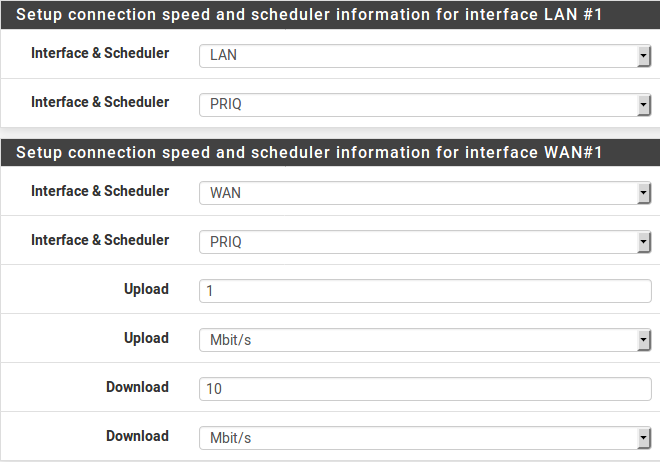 Setup connection speed and scheduler information for interface LAN #1
Interface & Scheduler LAN
Interface & Scheduler PRIQ
Setup connection speed and scheduler information for interface WAN#1
Interface & Scheduler WAN
Interface & Scheduler PRIQ
Upload 1
Upload Mbit/s
Download 10
Download Mbit/s